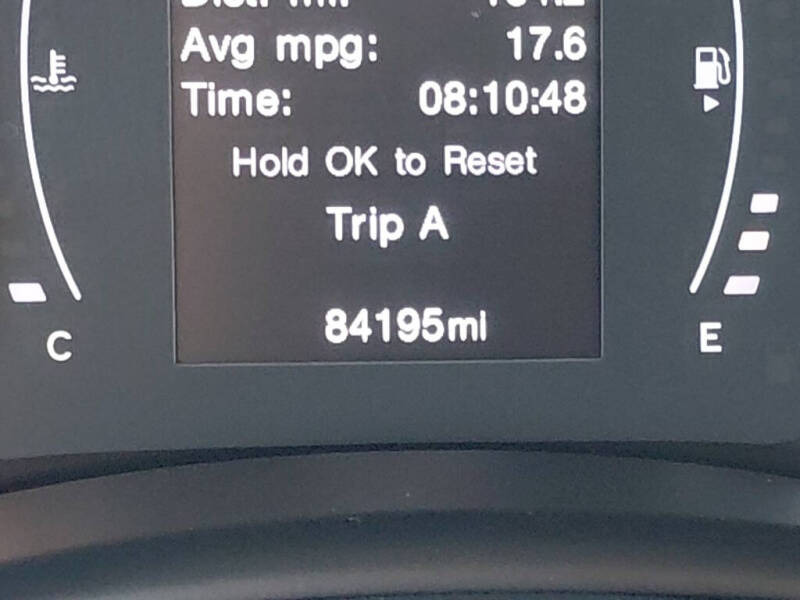 Avg mpg: 17.6
Time: 08:10:48
Hold OK to Reset
Trip A
84195mi
C
E